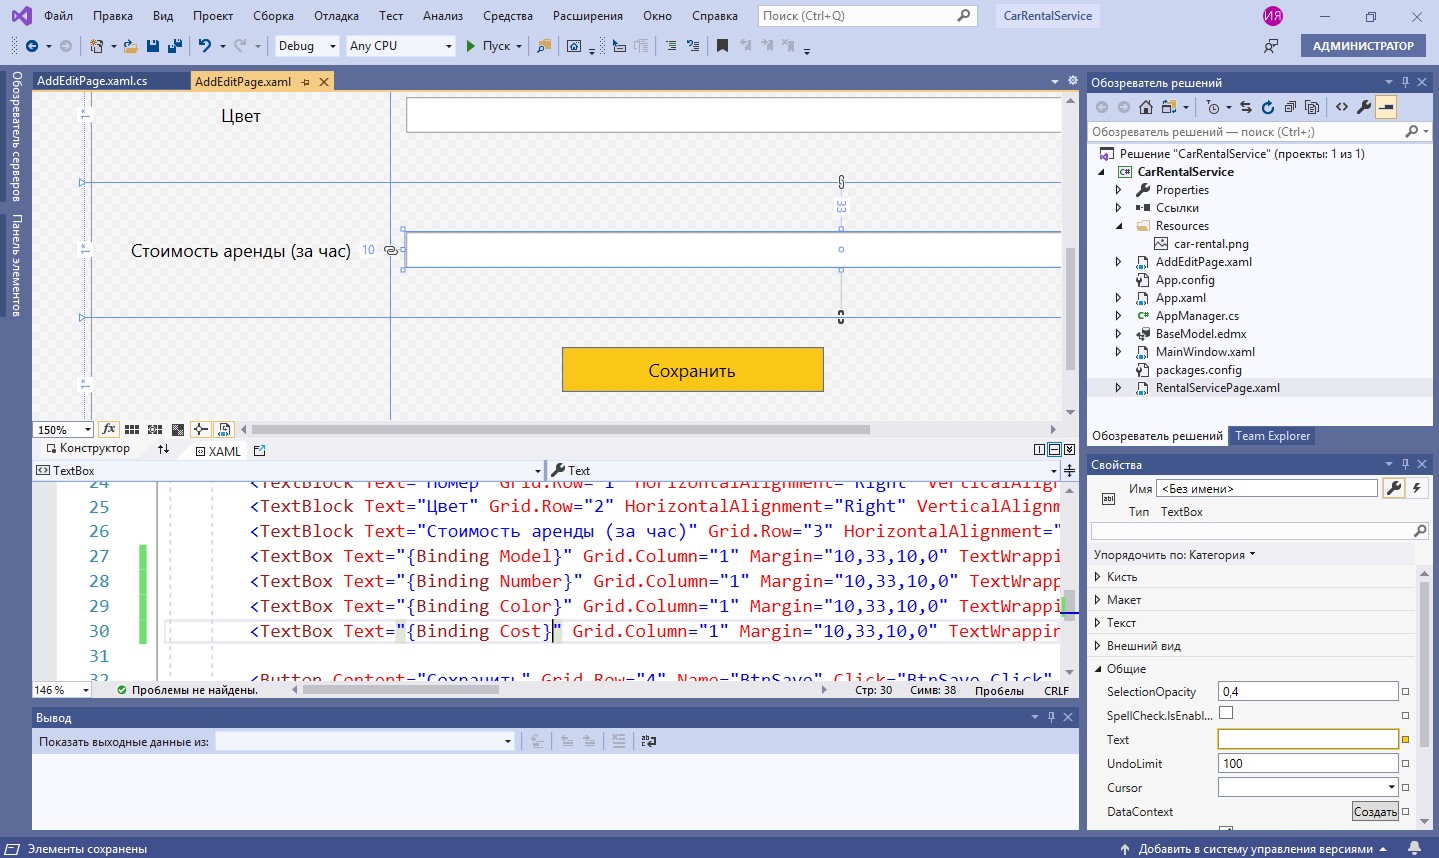 Файл Правка Вид Проект Сборка Отладка Тест Анализ Средства Расширения Окно Справка Поиск (Ctrl+Q) CarRentalService ИЯ
Debug Any CPU Пуск АДМИНИСТРАТОР
Обозреватель серверов
Панель элементов
AddEditPage.xaml.cs AddEditPage.xaml
Цвет
33
Стоимость аренды (за час) 10
Сохранить
1*
1*
1*
150% fx
Конструктор XAML
TextBox Text
24 <TextBlock Text="Номер" Grid.Row="1" HorizontalAlignment="Right" VerticalAlign
25 <TextBlock Text="Цвет" Grid.Row="2" HorizontalAlignment="Right" VerticalAlignm
26 <TextBlock Text="Стоимость аренды (за час)" Grid.Row="3" HorizontalAlignment="
27 <TextBox Text="{Binding Model}" Grid.Column="1" Margin="10,33,10,0" TextWrappi
28 <TextBox Text="{Binding Number}" Grid.Column="1" Margin="10,33,10,0" TextWrapp
29 <TextBox Text="{Binding Color}" Grid.Column="1" Margin="10,33,10,0" TextWrappi
30 <TextBox Text="{Binding Cost}" Grid.Column="1" Margin="10,33,10,0" TextWrappin
31
32 <Button Content="Сохранить" Grid.Row="4" Name="BtnSave" Click="BtnSave_Click"
146 % Проблемы не найдены. Стр: 30 Симв: 38 Пробелы CRLF
Вывод
Показать выходные данные из:
Обозреватель решений
Обозреватель решений — поиск (Ctrl+;)
Решение "CarRentalService" (проекты: 1 из 1)
CarRentalService
Properties
Ссылки
Resources
car-rental.png
AddEditPage.xaml
App.config
App.xaml
AppManager.cs
BaseModel.edmx
MainWindow.xaml
packages.config
RentalServicePage.xaml
Обозреватель решений Team Explorer
Свойства
Имя <Без имени>
Тип TextBox
Упорядочить по: Категория
Кисть
Макет
Текст
Внешний вид
Общие
SelectionOpacity 0,4
SpellCheck.IsEnabl...
Text
UndoLimit 100
Cursor
DataContext Создать
Элементы сохранены Добавить в систему управления версиями